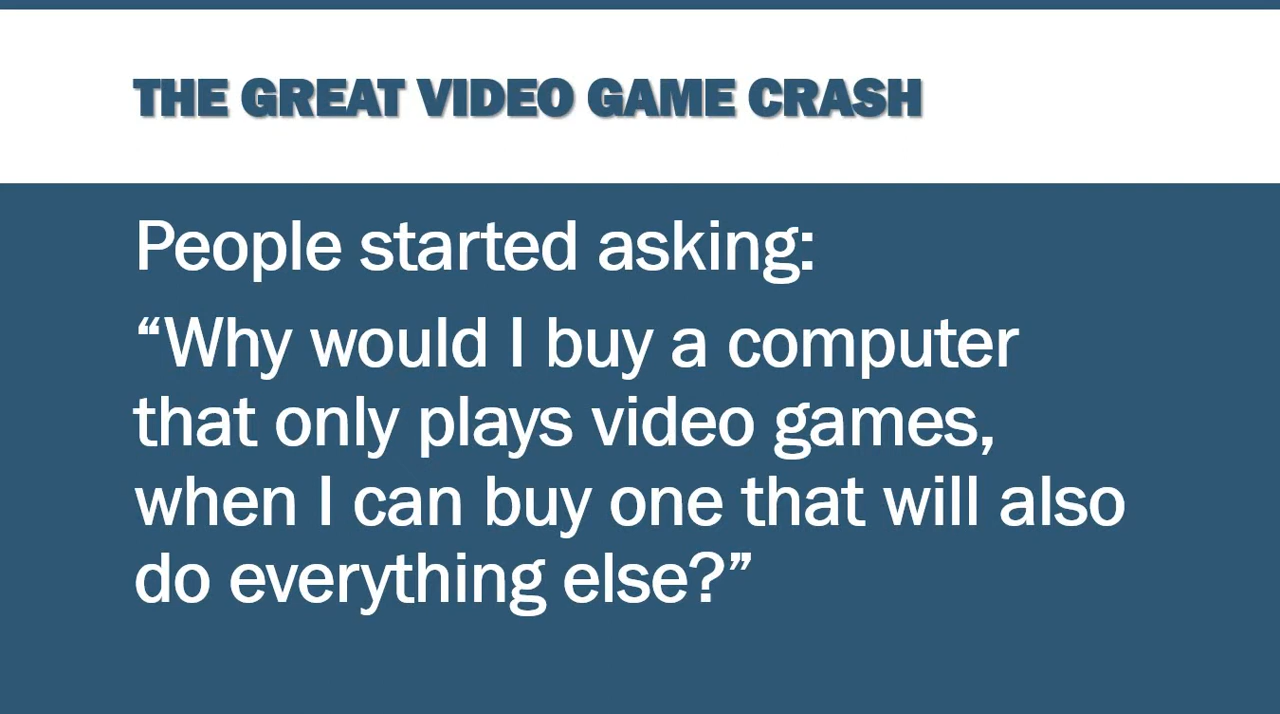 THE GREAT VIDEO GAME CRASH
People started asking:
“Why would I buy a computer
that only plays video games,
when I can buy one that will also
do everything else?”